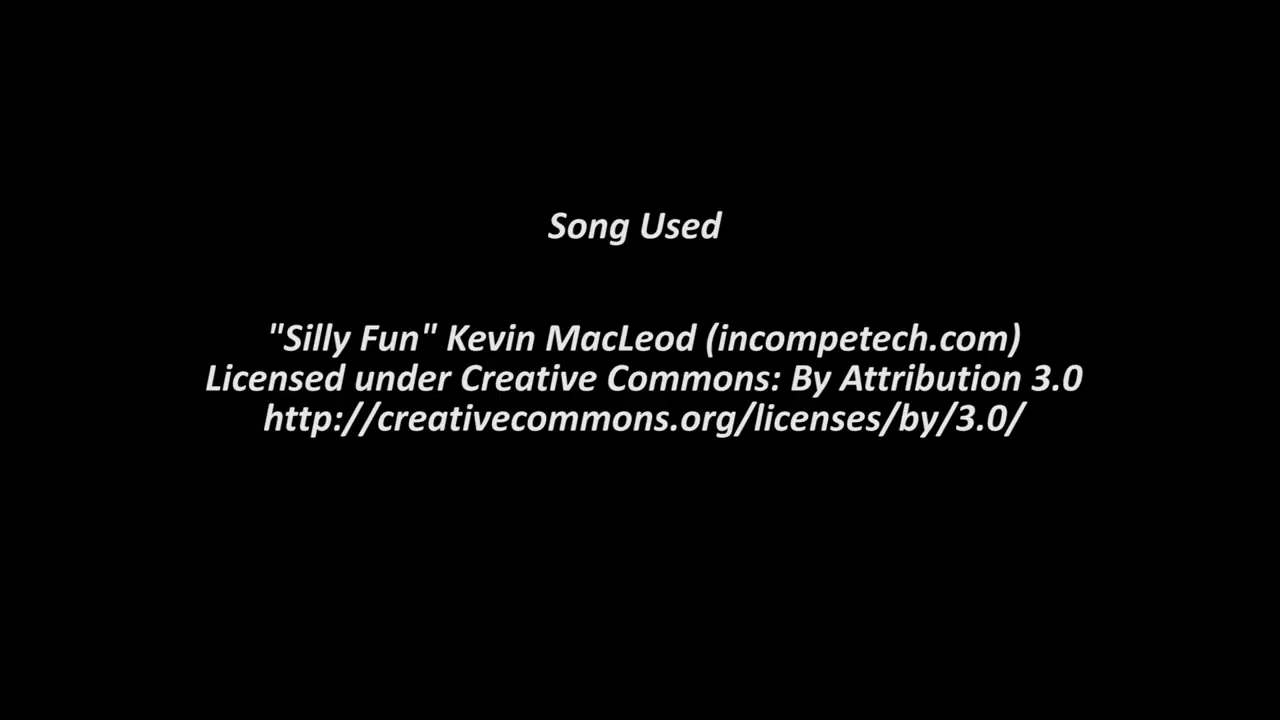 Song Used
"Silly Fun" Kevin MacLeod (incompetech.com)
Licensed under Creative Commons: By Attribution 3.0
http://creativecommons.org/licenses/by/3.0/